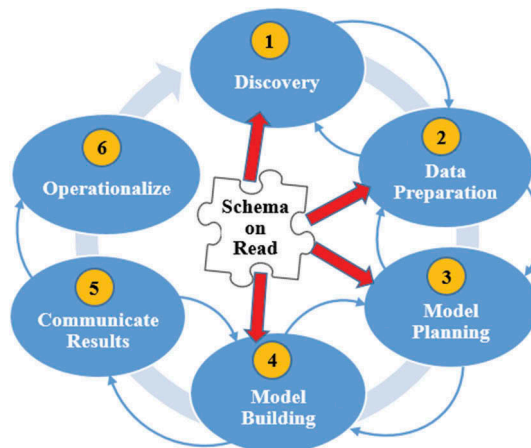 1
Discovery
2
Data
Preparation
3
Model
Planning
4
Model
Building
5
Communicate
Results
6
Operationalize
Schema
on
Read